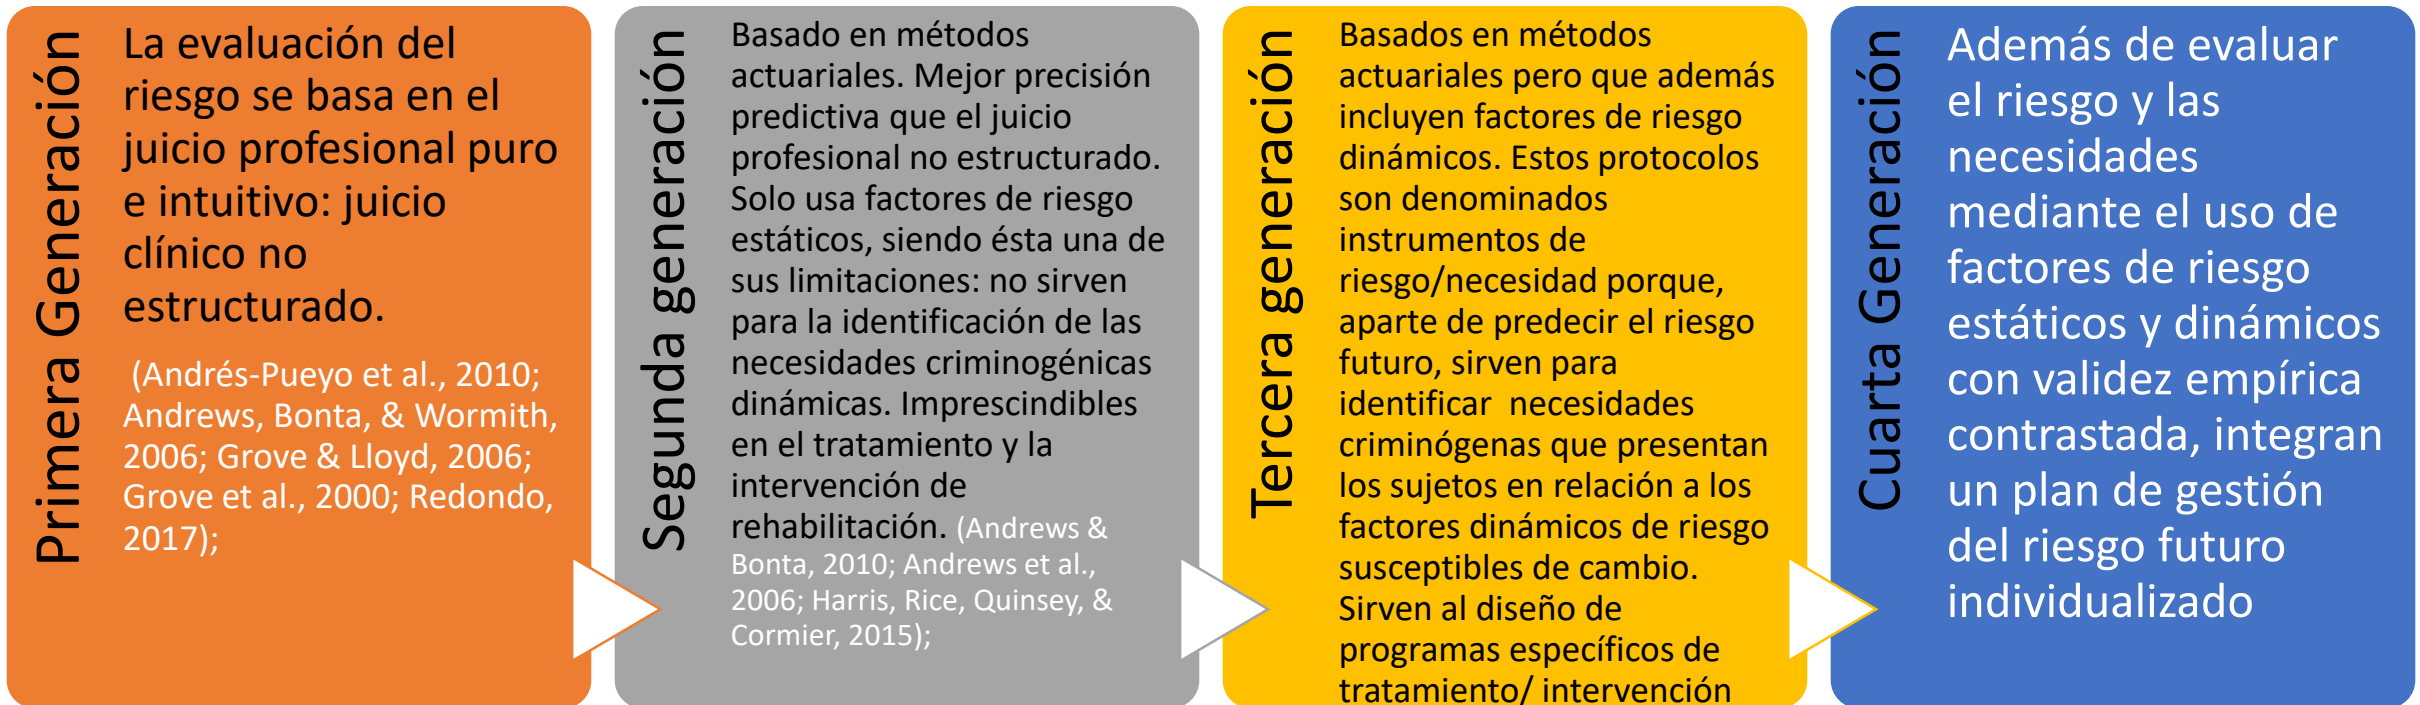 Primera Generación
La evaluación del
riesgo se basa en el
juicio profesional puro
e intuitivo: juicio
clínico no
estructurado.
(Andrés-Pueyo et al., 2010;
Andrews, Bonta, & Wormith,
2006; Grove & Lloyd, 2006;
Grove et al., 2000; Redondo,
2017);
Segunda generación
Basado en métodos
actuariales. Mejor precisión
predictiva que el juicio
profesional no estructurado.
Solo usa factores de riesgo
estáticos, siendo ésta una de
sus limitaciones: no sirven
para la identificación de las
necesidades criminogénicas
dinámicas. Imprescindibles
en el tratamiento y la
intervención de
rehabilitación. (Andrews &
Bonta, 2010; Andrews et al.,
2006; Harris, Rice, Quinsey, &
Cormier, 2015);
Tercera generación
Basados en métodos
actuariales pero que además
incluyen factores de riesgo
dinámicos. Estos protocolos
son denominados
instrumentos de
riesgo/necesidad porque,
aparte de predecir el riesgo
futuro, sirven para
identificar necesidades
criminógenas que presentan
los sujetos en relación a los
factores dinámicos de riesgo
susceptibles de cambio.
Sirven al diseño de
programas específicos de
tratamiento/ intervención
Cuarta Generación
Además de evaluar
el riesgo y las
necesidades
mediante el uso de
factores de riesgo
estáticos y dinámicos
con validez empírica
contrastada, integran
un plan de gestión
del riesgo futuro
individualizado